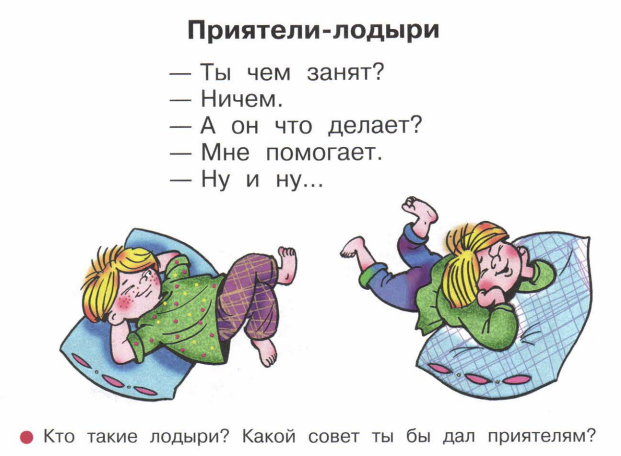 Приятели-лодыри
— Ты чем занят?
— Ничем.
— А он что делает?
— Мне помогает.
— Ну и ну...
Кто такие лодыри? Какой совет ты бы дал приятелям?